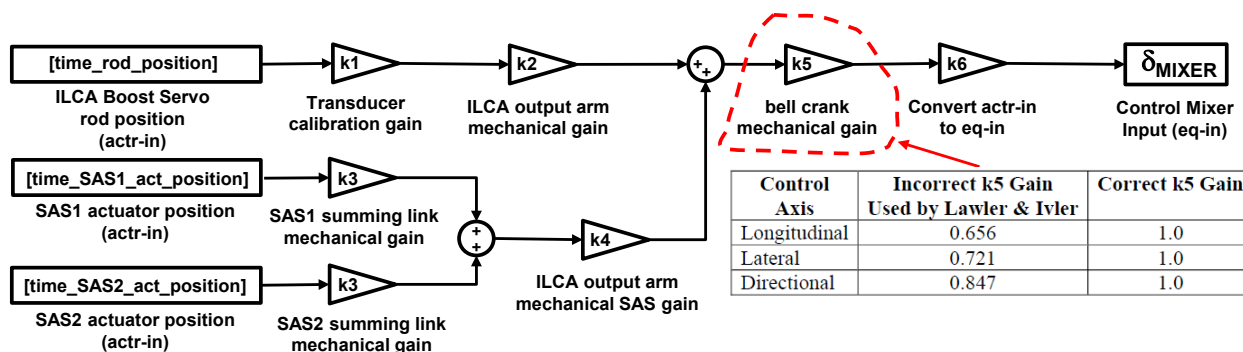 [time_rod_position]
k1
k2
+
+
k5
k6
δMIXER
ILCA Boost Servo
rod position
(actr-in)
Transducer
calibration gain
ILCA output arm
mechanical gain
bell crank
mechanical gain
Convert actr-in
to eq-in
Control Mixer
Input (eq-in)
[time_SAS1_act_position]
k3
SAS1 actuator position
(actr-in)
SAS1 summing link
mechanical gain
+
+
k4
ILCA output arm
mechanical SAS gain
[time_SAS2_act_position]
k3
SAS2 actuator position
(actr-in)
SAS2 summing link
mechanical gain
Control Axis Incorrect k5 Gain Used by Lawler & Ivler Correct k5 Gain
Longitudinal 0.656 1.0
Lateral 0.721 1.0
Directional 0.847 1.0